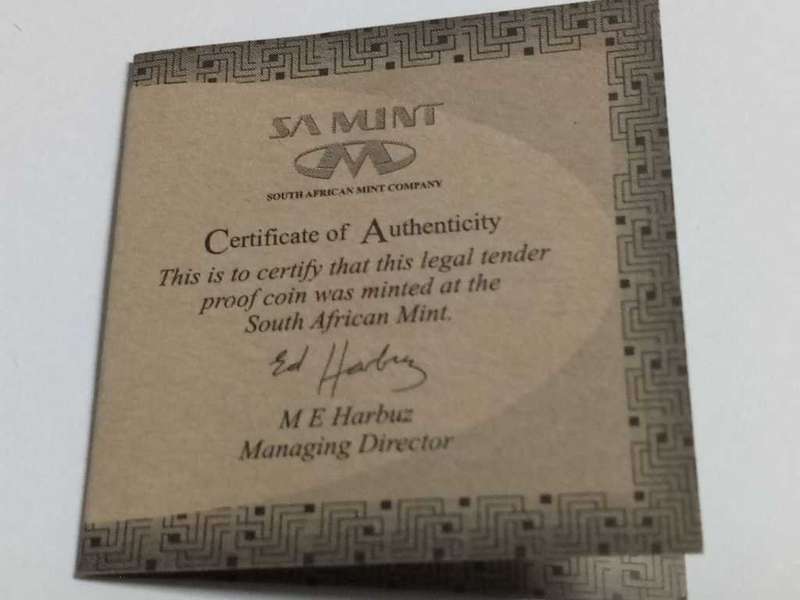 SA MINT
SOUTH AFRICAN MINT COMPANY
Certificate of Authenticity
This is to certify that this legal tender
proof coin was minted at the
South African Mint.
Ed Harbuz
M E Harbuz
Managing Director